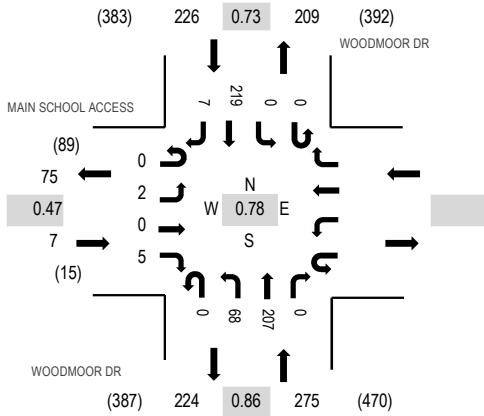 (383) 226 0.73 209 (392)
WOODMOOR DR
7 219 0 0
MAIN SCHOOL ACCESS
(89)
75
0
2
0.47
0
7
5
(15)
N
W 0.78 E
S
0 68 207 0
WOODMOOR DR
(387) 224 0.86 275 (470)